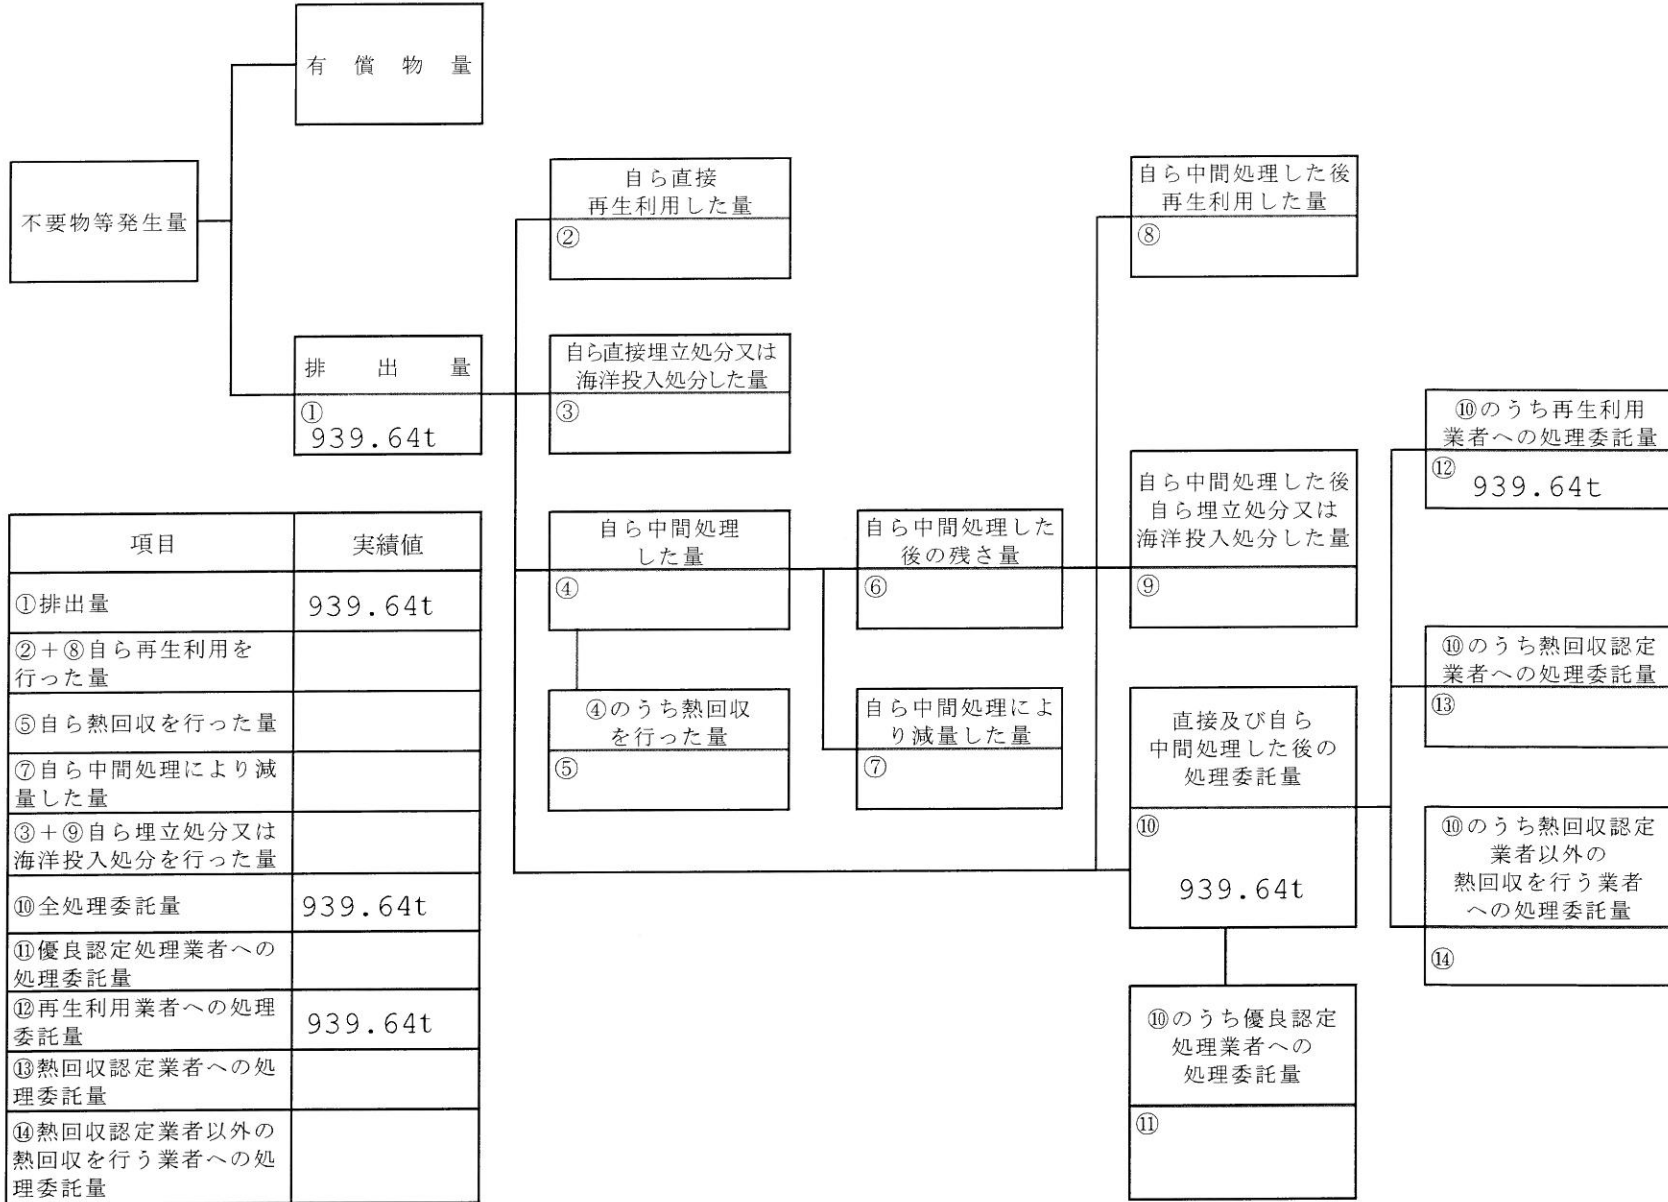 有償物量
不要物等発生量
排出量
①
939.64t
自ら直接
再生利用した量
②
自ら直接埋立処分又は
海洋投入処分した量
③
自ら中間処理
した量
④
④のうち熱回収
を行った量
⑤
自ら中間処理した
後の残さ量
⑥
自ら中間処理によ
り減量した量
⑦
自ら中間処理した後
再生利用した量
⑧
自ら中間処理した後
自ら埋立処分又は
海洋投入処分した量
⑨
直接及び自ら
中間処理した後の
処理委託量
⑩
939.64t
⑩のうち優良認定
処理業者への
処理委託量
⑪
⑩のうち再生利用
業者への処理委託量
⑫
939.64t
⑩のうち熱回収認定
業者への処理委託量
⑬
⑩のうち熱回収認定
業者以外の
熱回収を行う業者
への処理委託量
⑭
項目 実績値
①排出量 939.64t
②+⑧自ら再生利用を
行った量
⑤自ら熱回収を行った量
⑦自ら中間処理により減
量した量
③+⑨自ら埋立処分又は
海洋投入処分を行った量
⑩全処理委託量 939.64t
⑪優良認定処理業者への
処理委託量
⑫再生利用業者への処理
委託量 939.64t
⑬熱回収認定業者への処
理委託量
⑭熱回収認定業者以外の
熱回収を行う業者への処
理委託量